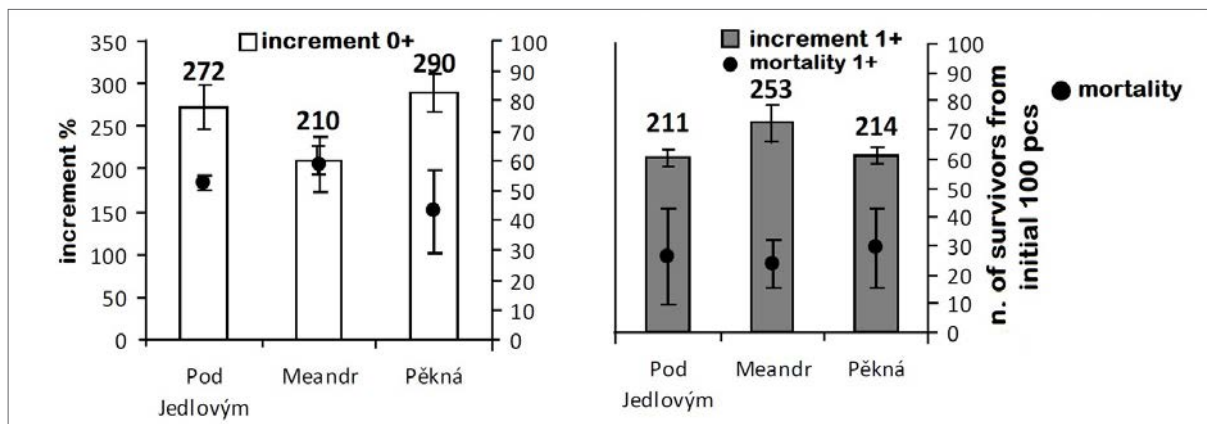 increment 0+
increment %
350
300
250
200
150
100
50
0
272
210
290
100
90
80
70
60
50
40
30
20
10
0
Pod
Jedlovým
Meandr
Pěkná
increment 1+
mortality 1+
211
253
214
100
90
80
70
60
50
40
30
20
10
0
Pod
Jedlovým
Meandr
Pěkná
n. of survivors from
initial 100 pcs
mortality